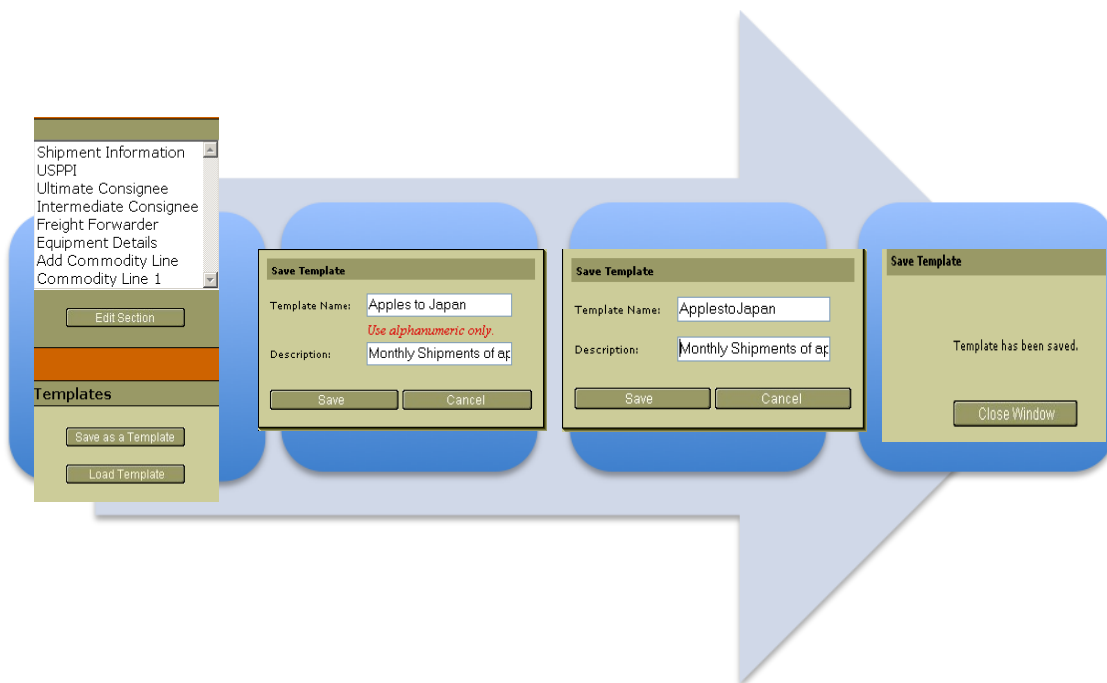 Shipment Information
USPPI
Ultimate Consignee
Intermediate Consignee
Freight Forwarder
Equipment Details
Add Commodity Line
Commodity Line 1
Edit Section
Templates
Save as a Template
Load Template
Save Template
Template Name: Apples to Japan
Use alphanumeric only.
Description: Monthly Shipments of ap
Save Cancel
Save Template
Template Name: ApplestoJapan
Description: Monthly Shipments of ap
Save Cancel
Save Template
Template has been saved.
Close Window